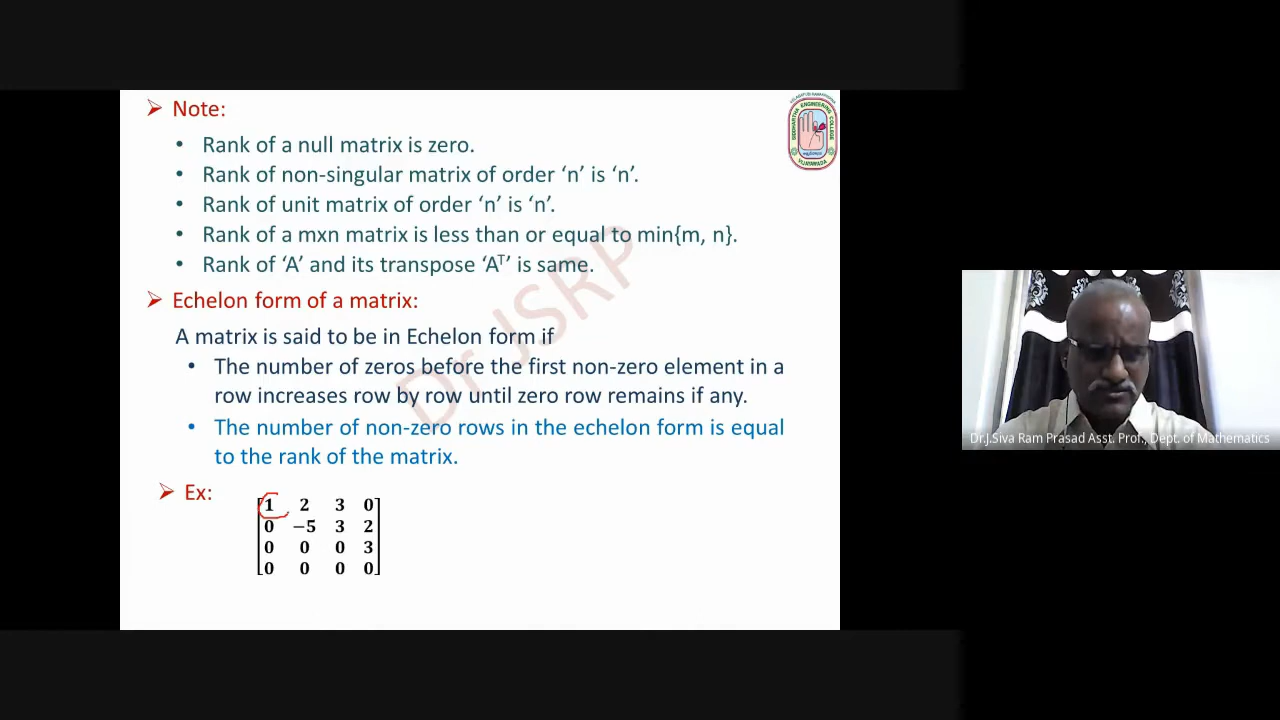 ➢ Note:
• Rank of a null matrix is zero.
• Rank of non-singular matrix of order ‘n’ is ‘n’.
• Rank of unit matrix of order ‘n’ is ‘n’.
• Rank of a mxn matrix is less than or equal to min{m, n}.
• Rank of ‘A’ and its transpose ‘Aᵀ’ is same.
➢ Echelon form of a matrix:
A matrix is said to be in Echelon form if
• The number of zeros before the first non-zero element in a
row increases row by row until zero row remains if any.
• The number of non-zero rows in the echelon form is equal
to the rank of the matrix.
➢ Ex:
1 2 3 0
0 −5 3 2
0 0 0 3
0 0 0 0
Dr JSRP
SIDDHARTHA ENGINEERING COLLEGE
VIJAYAWADA
Dr.J.Siva Ram Prasad Asst. Prof., Dept. of Mathematics